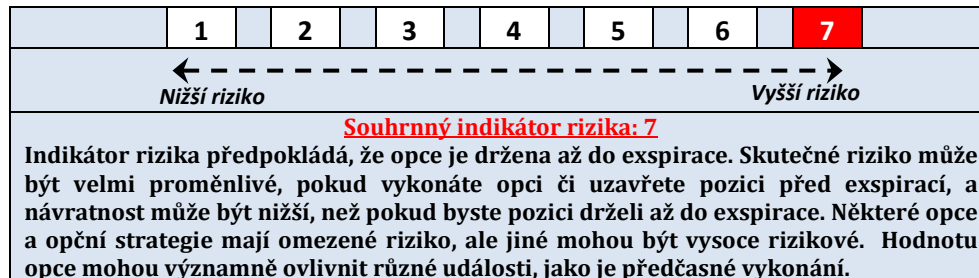 1 2 3 4 5 6 7
Nižší riziko Vyšší riziko
Souhrnný indikátor rizika: 7
Indikátor rizika předpokládá, že opce je držena až do exspirace. Skutečné riziko může
být velmi proměnlivé, pokud vykonáte opci či uzavřete pozici před exspirací, a
návratnost může být nižší, než pokud byste pozici drželi až do exspirace. Některé opce
a opční strategie mají omezené riziko, ale jiné mohou být vysoce rizikové. Hodnotu
opce mohou významně ovlivnit různé události, jako je předčasné vykonání.